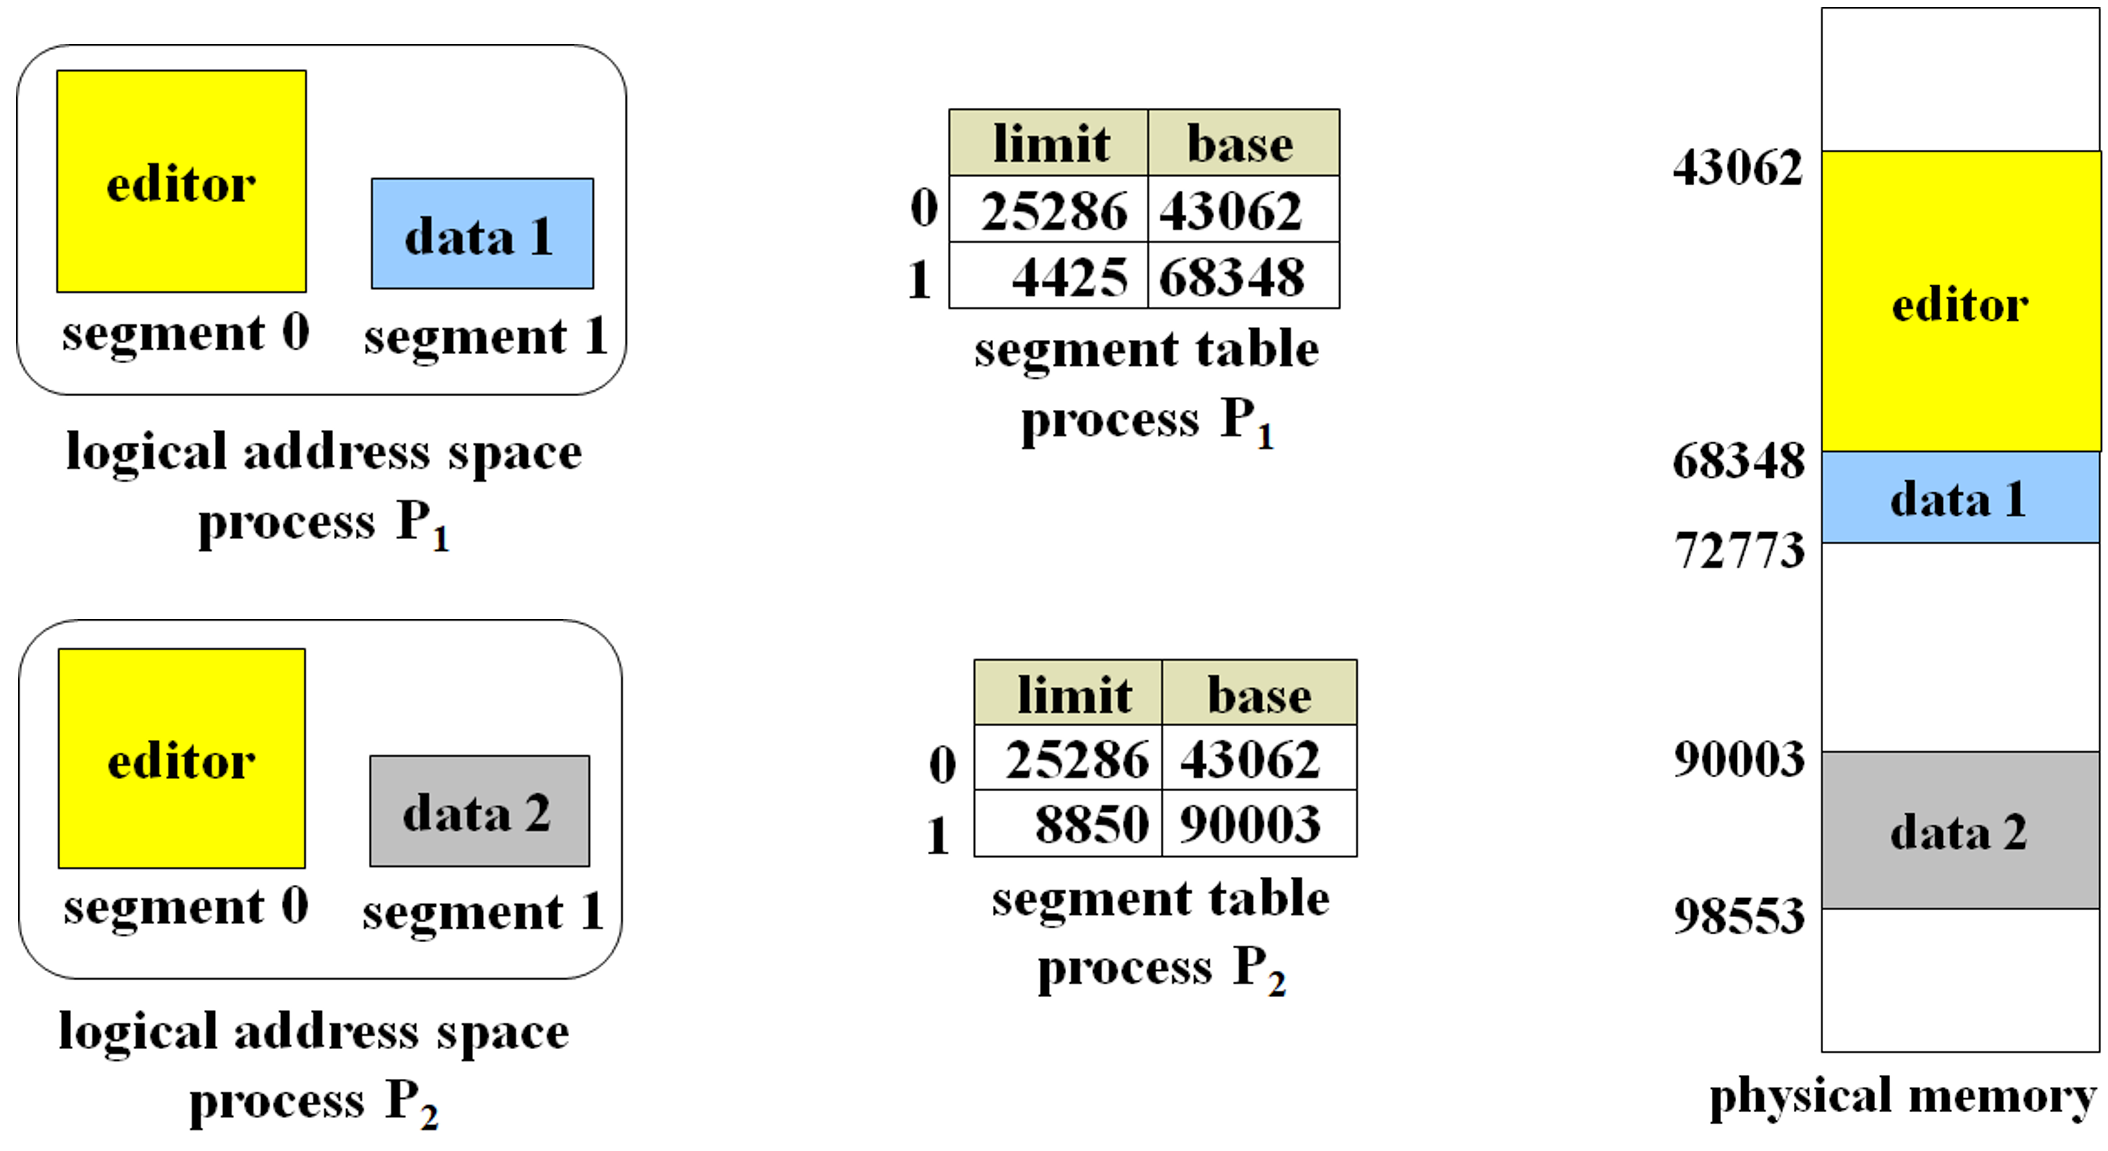 editor
data 1
segment 0
segment 1
logical address space
process P1
limit base
0 25286 43062
1 4425 68348
segment table
process P1
editor
data 2
segment 0
segment 1
logical address space
process P2
limit base
0 25286 43062
1 8850 90003
segment table
process P2
43062
editor
68348
data 1
72773
90003
data 2
98553
physical memory